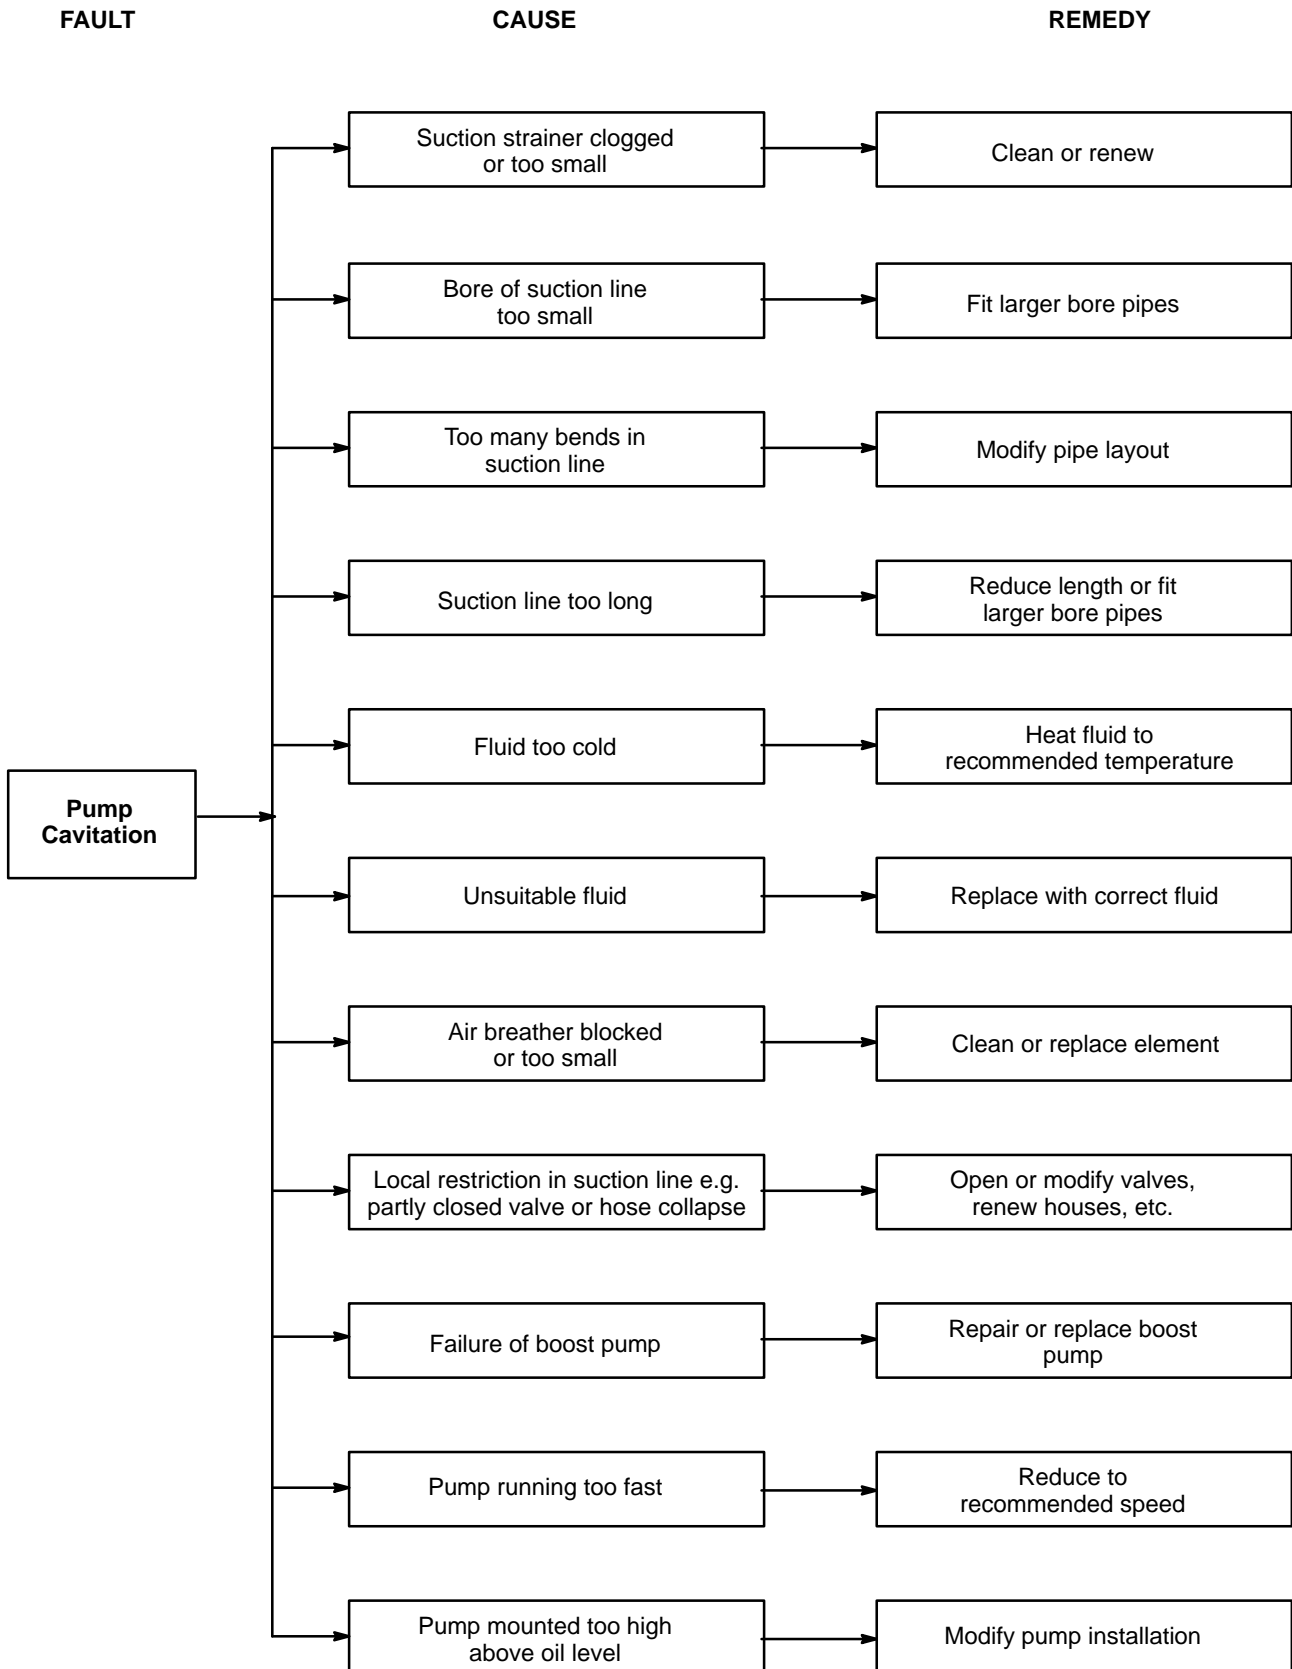 FAULT
CAUSE
REMEDY
Suction strainer clogged
or too small
Clean or renew
Bore of suction line
too small
Fit larger bore pipes
Too many bends in
suction line
Modify pipe layout
Suction line too long
Reduce length or fit
larger bore pipes
Fluid too cold
Heat fluid to
recommended temperature
Pump
Cavitation
Unsuitable fluid
Replace with correct fluid
Air breather blocked
or too small
Clean or replace element
Local restriction in suction line e.g.
partly closed valve or hose collapse
Open or modify valves,
renew houses, etc.
Failure of boost pump
Repair or replace boost
pump
Pump running too fast
Reduce to
recommended speed
Pump mounted too high
above oil level
Modify pump installation